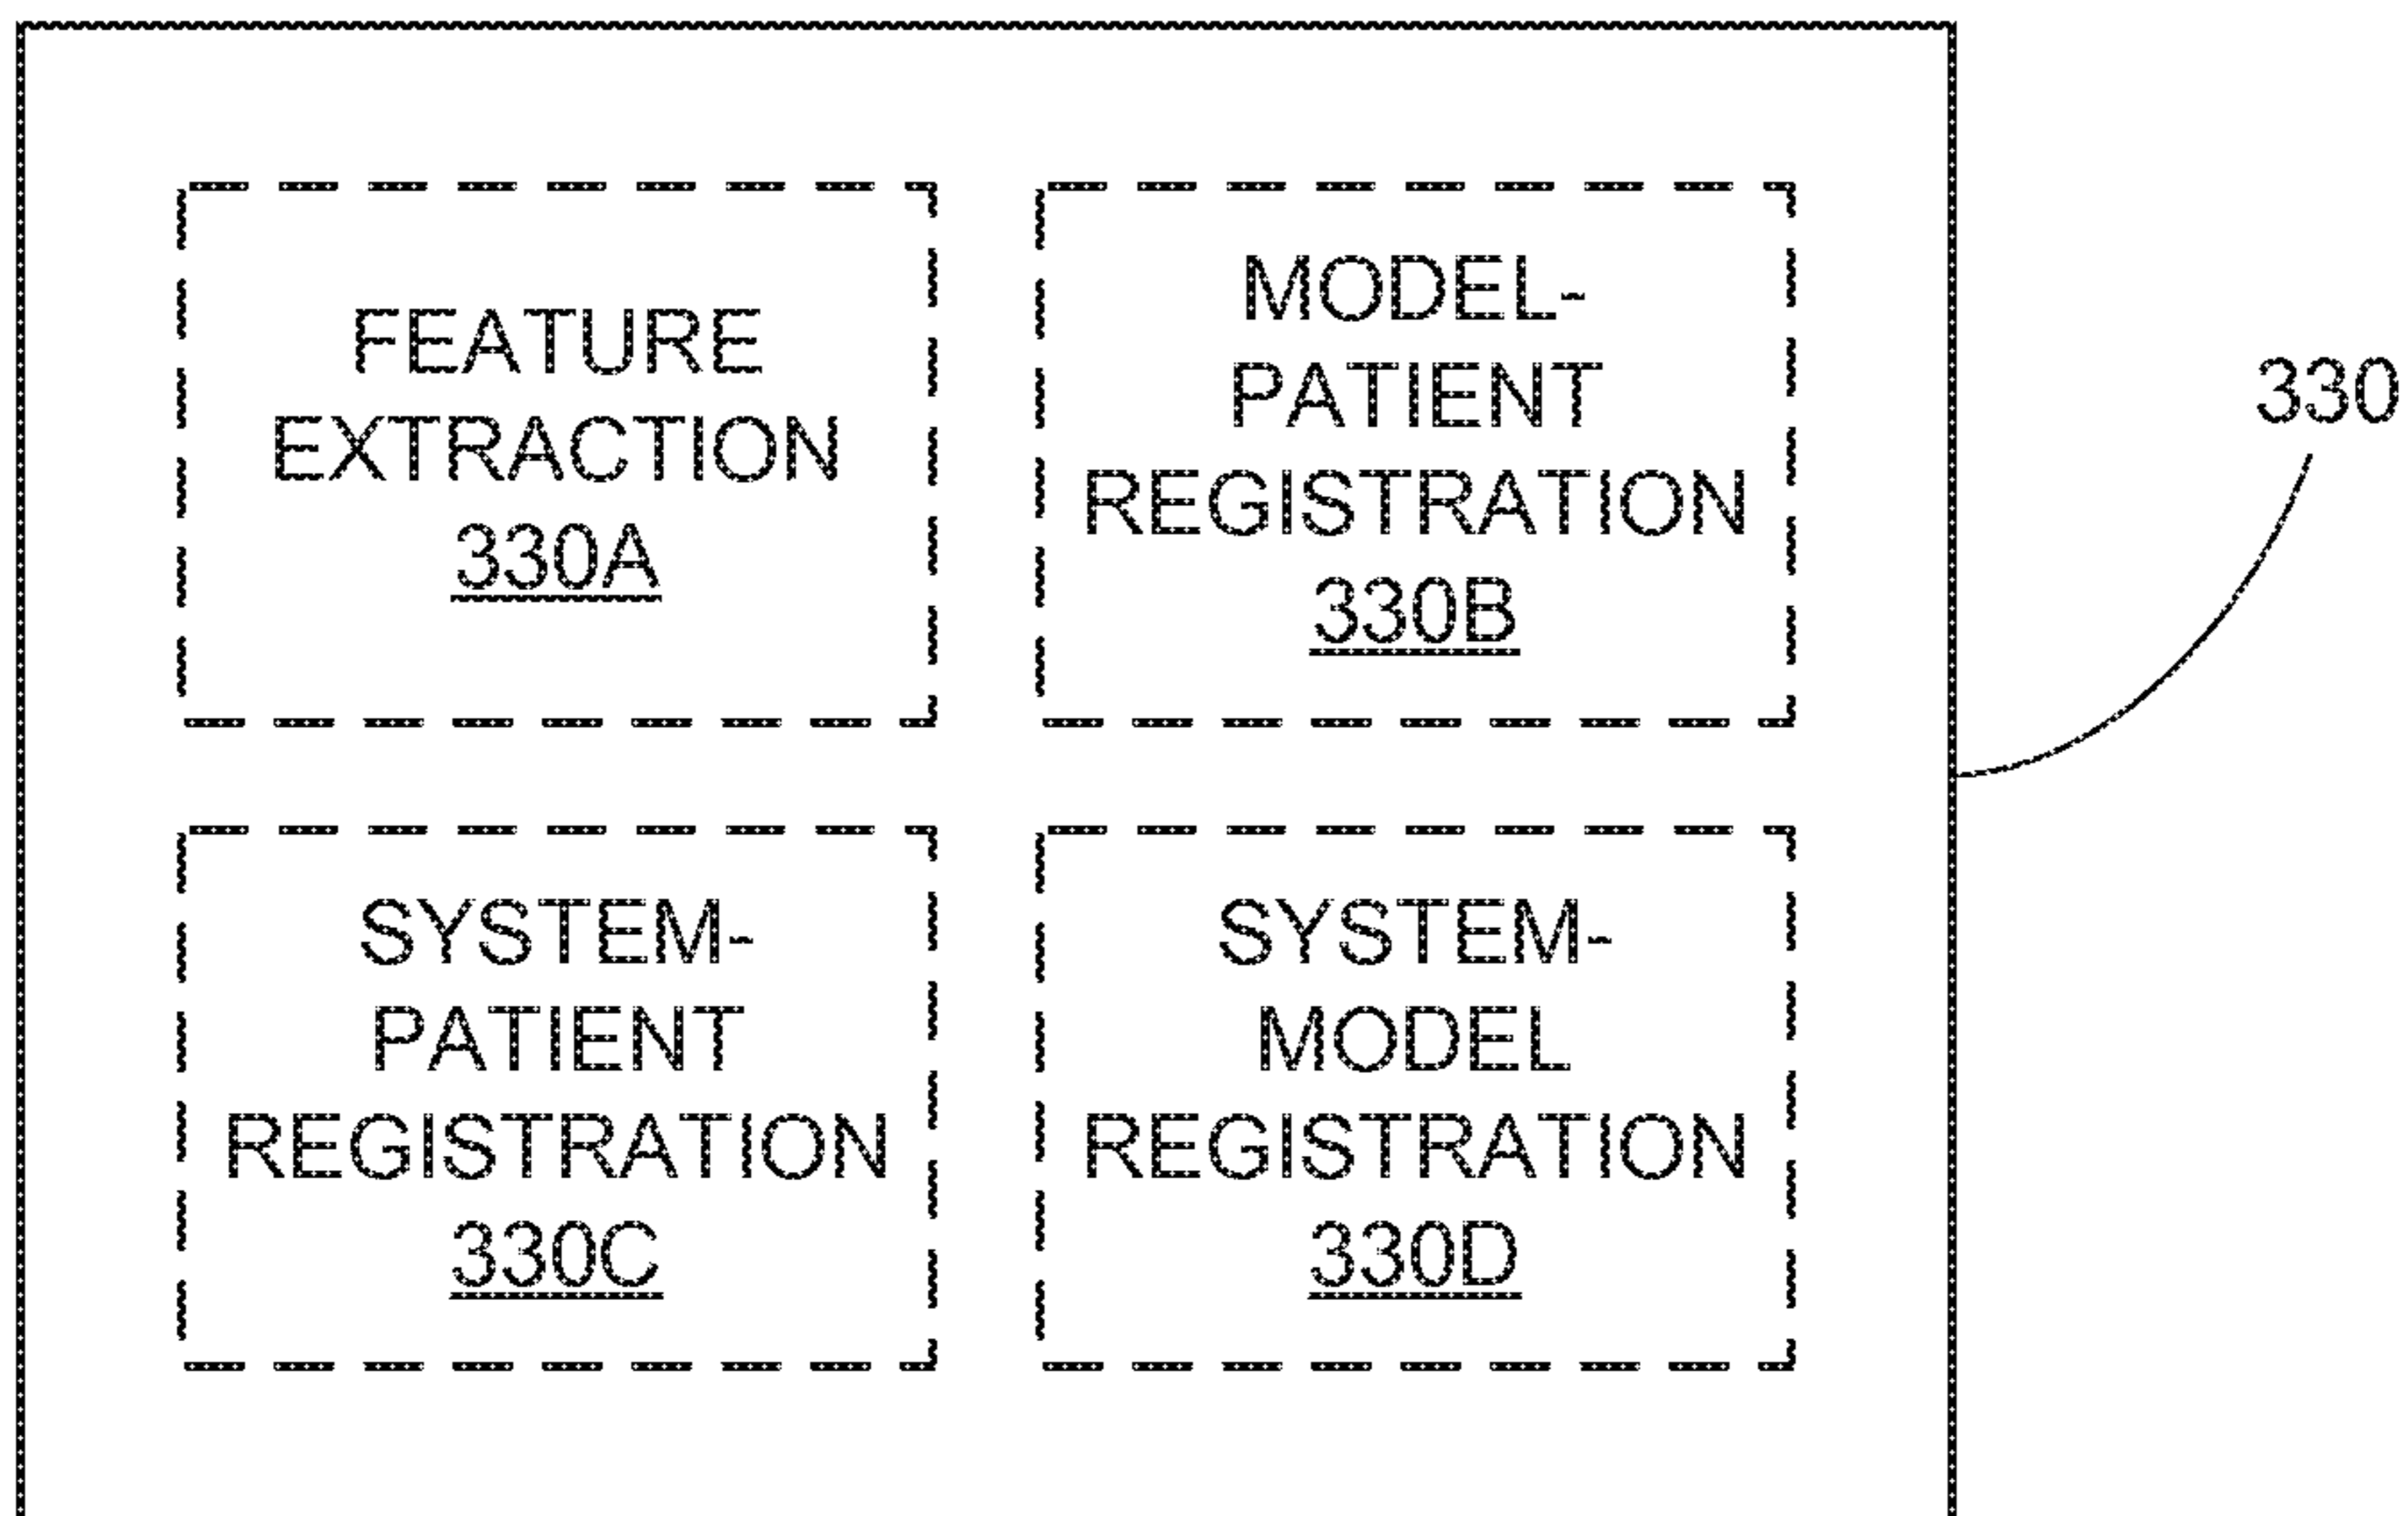 FEATURE
EXTRACTION
330A
MODEL-
PATIENT
REGISTRATION
330B
330
SYSTEM-
PATIENT
REGISTRATION
330C
SYSTEM-
MODEL
REGISTRATION
330D